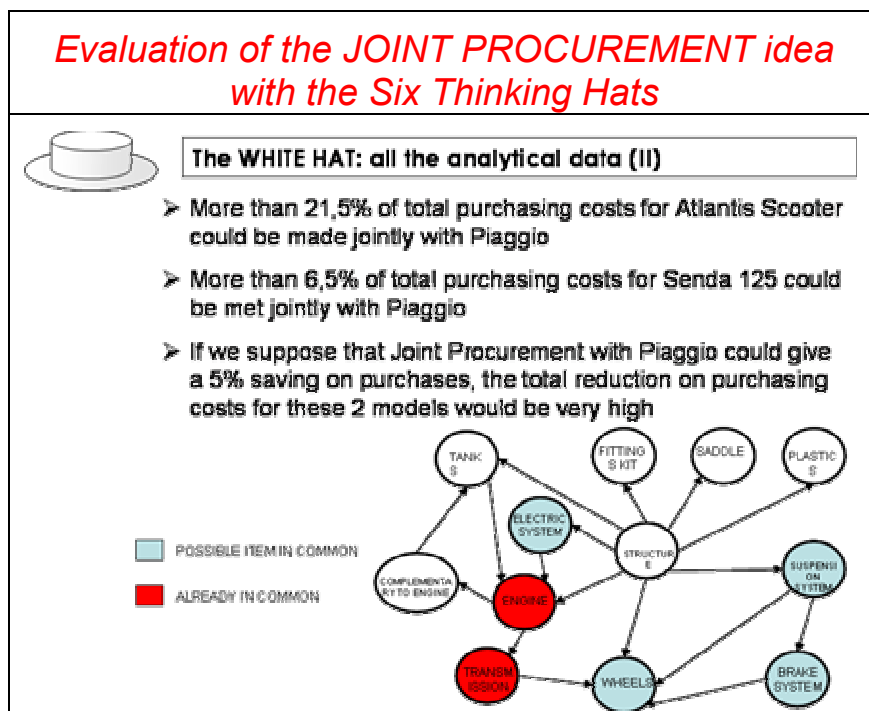 Evaluation of the JOINT PROCUREMENT idea
with the Six Thinking Hats
The WHITE HAT: all the analytical data (II)
➢ More than 21,5% of total purchasing costs for Atlantis Scooter
could be made jointly with Piaggio
➢ More than 6,5% of total purchasing costs for Senda 125 could
be met jointly with Piaggio
➢ If we suppose that Joint Procurement with Piaggio could give
a 5% saving on purchases, the total reduction on purchasing
costs for these 2 models would be very high
TANK
S
FITTING
S KIT
SADDLE
PLASTIC
S
ELECTRIC
SYSTEM
STRUCTUR
E
POSSIBLE ITEM IN COMMON
SUSPENSI
ON SYSTEM
COMPLEMENTA
RY TO ENGINE
ENGINE
ALREADY IN COMMON
TRANSM
ISSION
WHEELS
BRAKE
SYSTEM